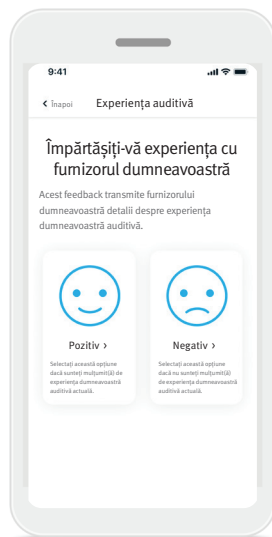 9:41
Înapoi
Experiența auditivă
Împărtășiți-vă experiența cu
furnizorul dumneavoastră
Acest feedback transmite furnizorului
dumneavoastră detalii despre experiența
dumneavoastră auditivă.
Pozitiv ›
Selectați această opțiune
dacă sunteți mulțumit(ă) de
experiența dumneavoastră
auditivă actuală.
Negativ ›
Selectați această opțiune
dacă nu sunteți mulțumit(ă)
de experiența dumneavoastră
auditivă actuală.